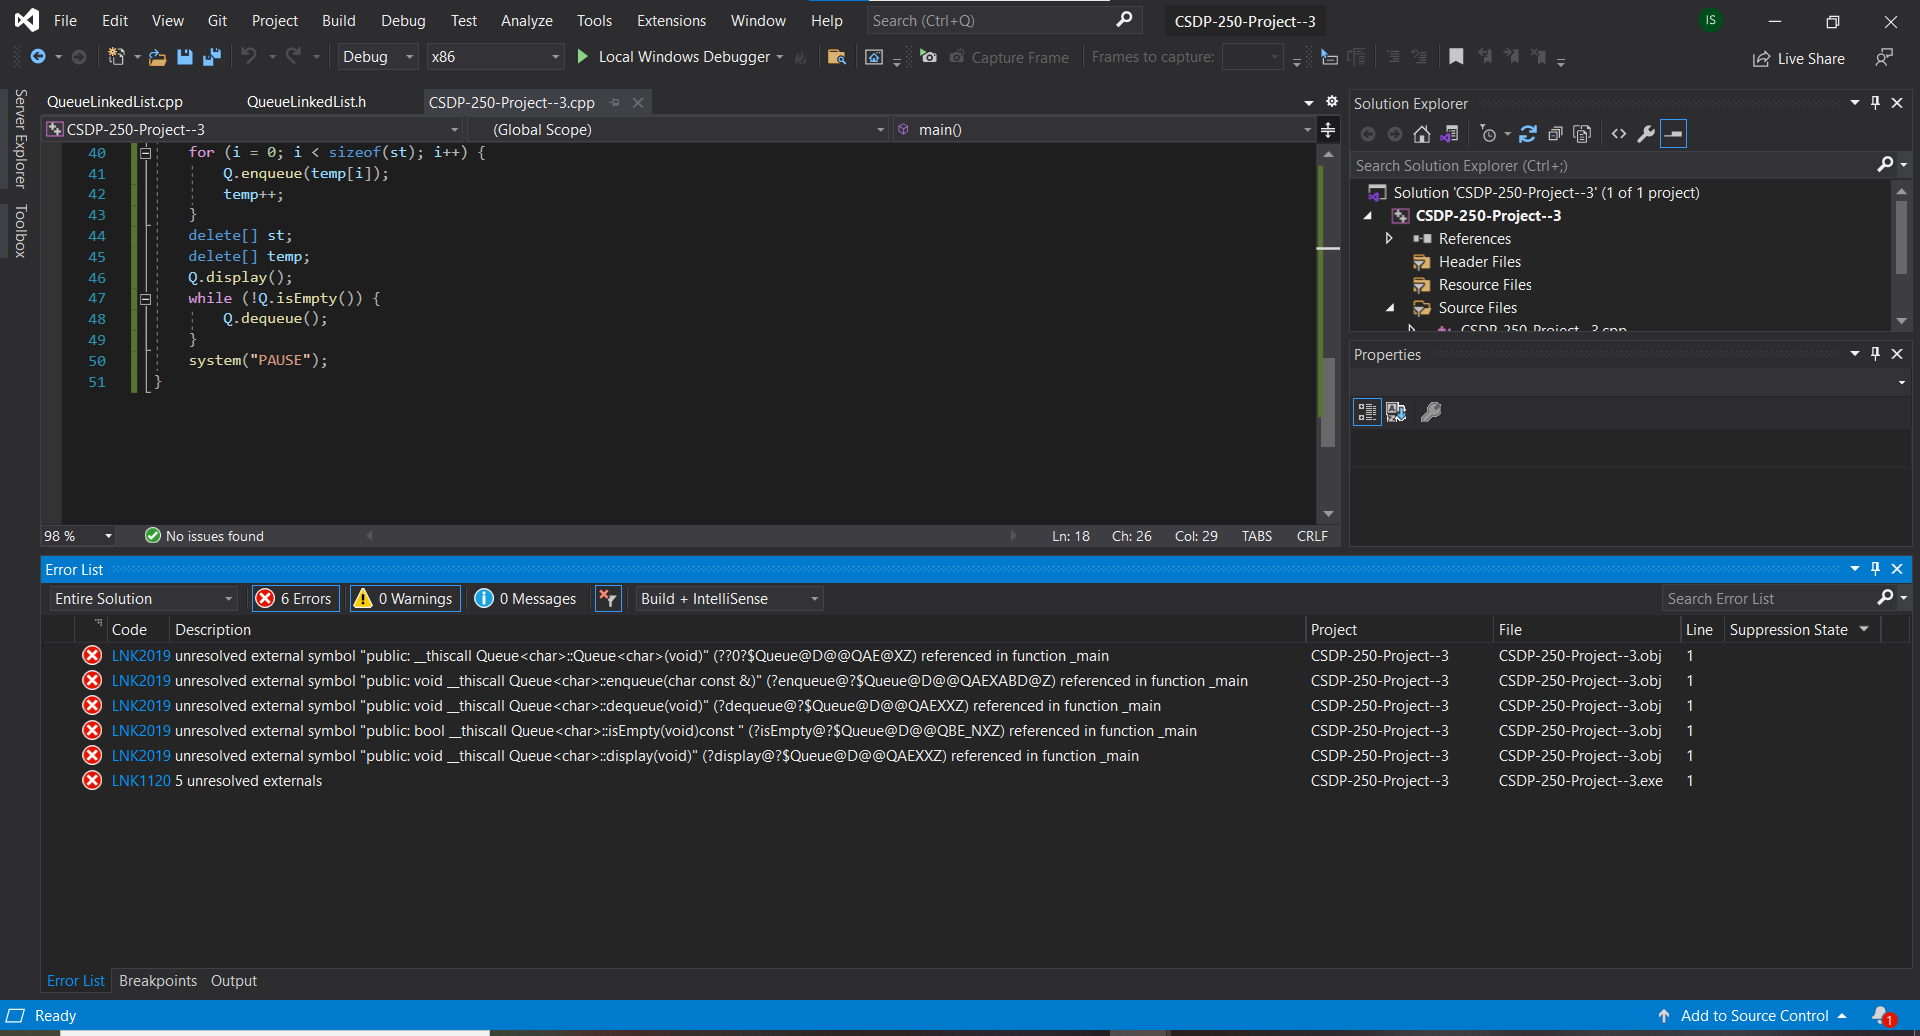 File Edit View Git Project Build Debug Test Analyze Tools Extensions Window Help Search (Ctrl+Q) CSDP-250-Project--3 IS
Debug x86 Local Windows Debugger Capture Frame Frames to capture: Live Share
Server Explorer
Toolbox
QueueLinkedList.cpp QueueLinkedList.h CSDP-250-Project--3.cpp
CSDP-250-Project--3 (Global Scope) main()
40 for (i = 0; i < sizeof(st); i++) {
41 Q.enqueue(temp[i]);
42 temp++;
43 }
44 delete[] st;
45 delete[] temp;
46 Q.display();
47 while (!Q.isEmpty()) {
48 Q.dequeue();
49 }
50 system("PAUSE");
51 }
98 % No issues found Ln: 18 Ch: 26 Col: 29 TABS CRLF
Solution Explorer
Search Solution Explorer (Ctrl+;)
Solution 'CSDP-250-Project--3' (1 of 1 project)
CSDP-250-Project--3
References
Header Files
Resource Files
Source Files
CSDP-250-Project--3.cpp
Properties
Error List
Entire Solution 6 Errors 0 Warnings 0 Messages Build + IntelliSense Search Error List
Code Description Project File Line Suppression State
LNK2019 unresolved external symbol "public: __thiscall Queue<char>::Queue<char>(void)" (??0?$Queue@D@@QAE@XZ) referenced in function _main CSDP-250-Project--3 CSDP-250-Project--3.obj 1
LNK2019 unresolved external symbol "public: void __thiscall Queue<char>::enqueue(char const &)" (?enqueue@?$Queue@D@@QAEXABD@Z) referenced in function _main CSDP-250-Project--3 CSDP-250-Project--3.obj 1
LNK2019 unresolved external symbol "public: void __thiscall Queue<char>::dequeue(void)" (?dequeue@?$Queue@D@@QAEXXZ) referenced in function _main CSDP-250-Project--3 CSDP-250-Project--3.obj 1
LNK2019 unresolved external symbol "public: bool __thiscall Queue<char>::isEmpty(void)const " (?isEmpty@?$Queue@D@@QBE_NXZ) referenced in function _main CSDP-250-Project--3 CSDP-250-Project--3.obj 1
LNK2019 unresolved external symbol "public: void __thiscall Queue<char>::display(void)" (?display@?$Queue@D@@QAEXXZ) referenced in function _main CSDP-250-Project--3 CSDP-250-Project--3.obj 1
LNK1120 5 unresolved externals CSDP-250-Project--3 CSDP-250-Project--3.exe 1
Error List Breakpoints Output
Ready Add to Source Control 1